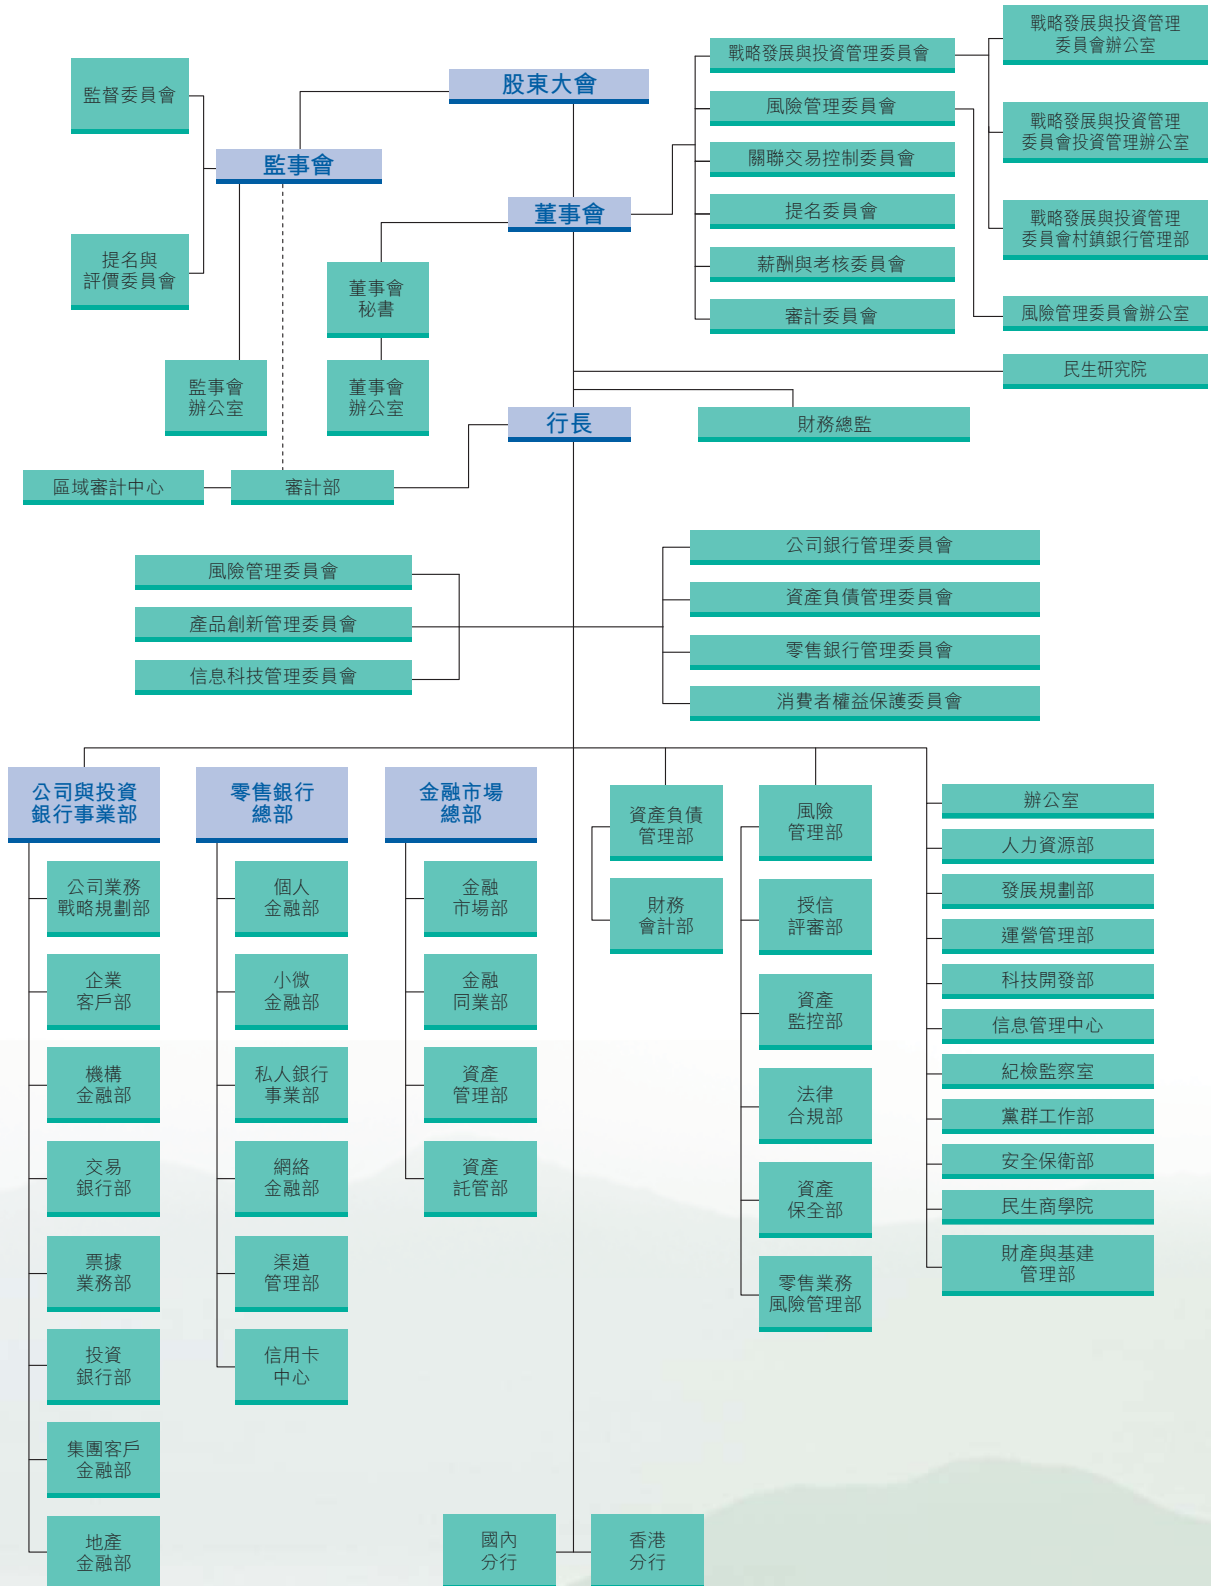 股東大會
監督委員會
監事會
提名與
評價委員會
董事會
董事會
秘書
監事會
辦公室
董事會
辦公室
戰略發展與投資管理委員會
風險管理委員會
關聯交易控制委員會
提名委員會
薪酬與考核委員會
審計委員會
戰略發展與投資管理
委員會辦公室
戰略發展與投資管理
委員會投資管理辦公室
戰略發展與投資管理
委員會村鎮銀行管理部
風險管理委員會辦公室
民生研究院
行長
財務總監
區域審計中心
審計部
風險管理委員會
產品創新管理委員會
信息科技管理委員會
公司銀行管理委員會
資產負債管理委員會
零售銀行管理委員會
消費者權益保護委員會
公司與投資
銀行事業部
公司業務
戰略規劃部
企業
客戶部
機構
金融部
交易
銀行部
票據
業務部
投資
銀行部
集團客戶
金融部
地產
金融部
零售銀行
總部
個人
金融部
小微
金融部
私人銀行
事業部
網絡
金融部
渠道
管理部
信用卡
中心
金融市場
總部
金融
市場部
金融
同業部
資產
管理部
資產
託管部
資產負債
管理部
財務
會計部
風險
管理部
授信
評審部
資產
監控部
法律
合規部
資產
保全部
零售業務
風險管理部
辦公室
人力資源部
發展規劃部
運營管理部
科技開發部
信息管理中心
紀檢監察室
黨群工作部
安全保衛部
民生商學院
財產與基建
管理部
國內
分行
香港
分行